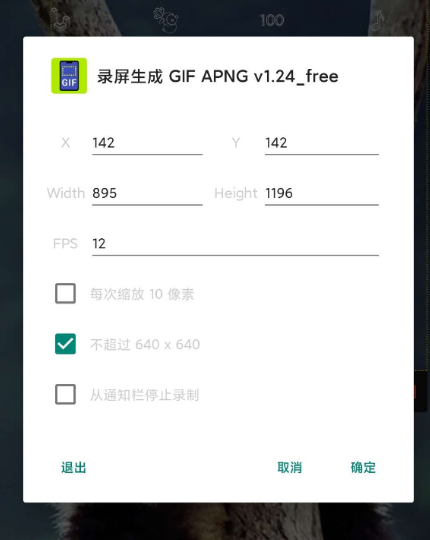 100
GIF
录屏生成 GIF APNG v1.24_free
X 142 Y 142
Width 895 Height 1196
FPS 12
每次缩放 10 像素
不超过 640 x 640
从通知栏停止录制
退出 取消 确定